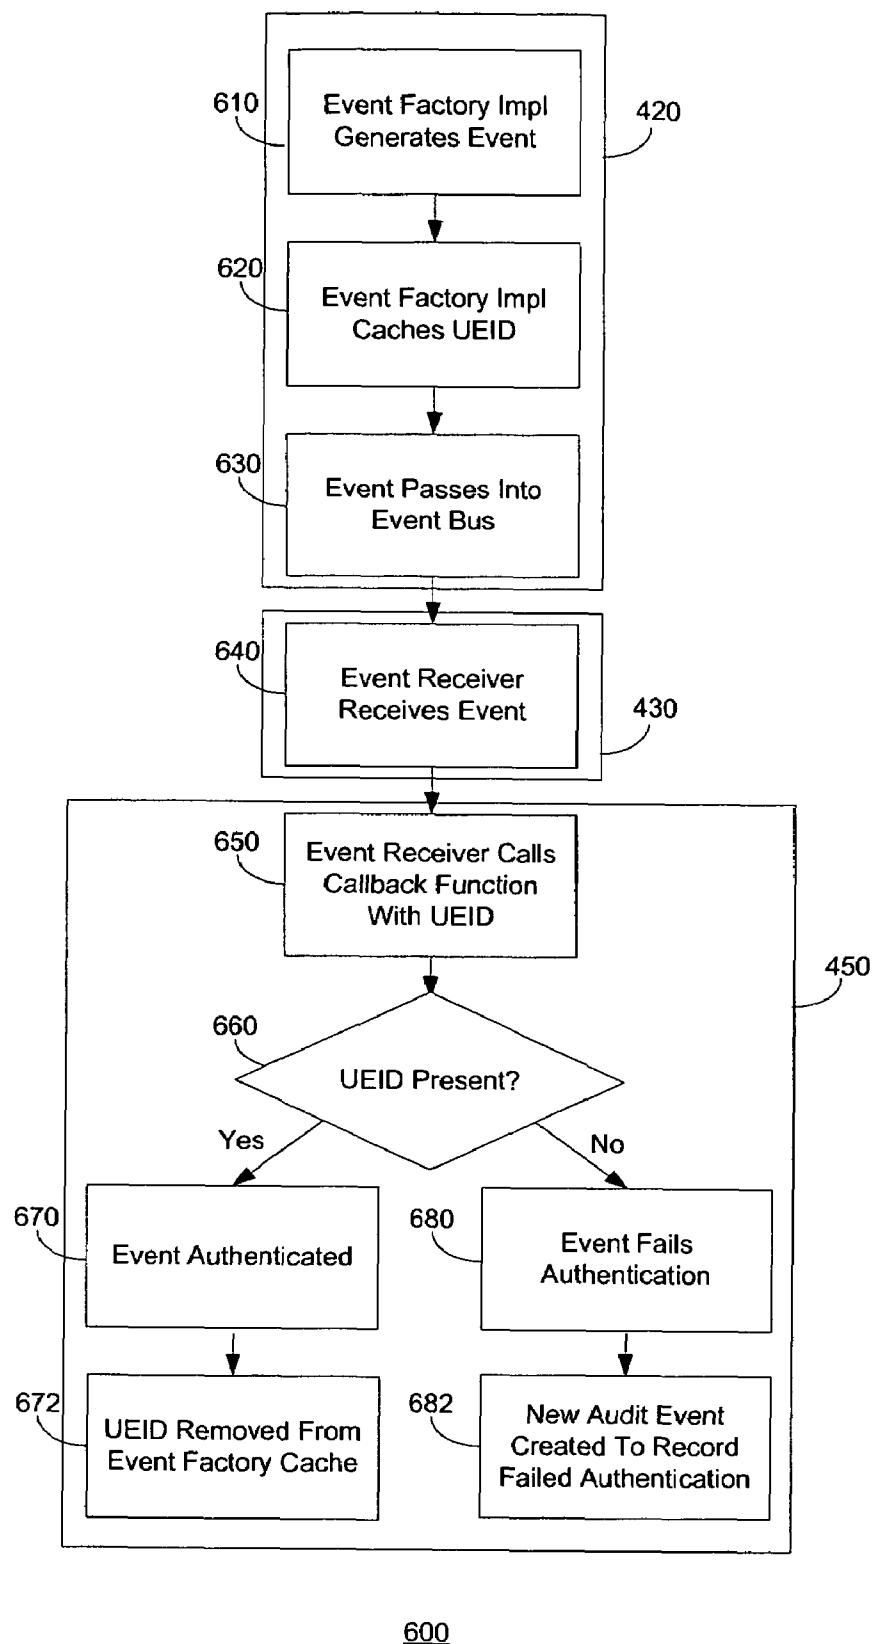 610
Event Factory Impl
Generates Event
420
620
Event Factory Impl
Caches UEID
630
Event Passes Into
Event Bus
640
Event Receiver
Receives Event
430
650
Event Receiver Calls
Callback Function
With UEID
450
660
UEID Present?
Yes
No
670
Event Authenticated
680
Event Fails
Authentication
672
UEID Removed From
Event Factory Cache
682
New Audit Event
Created To Record
Failed Authentication
600